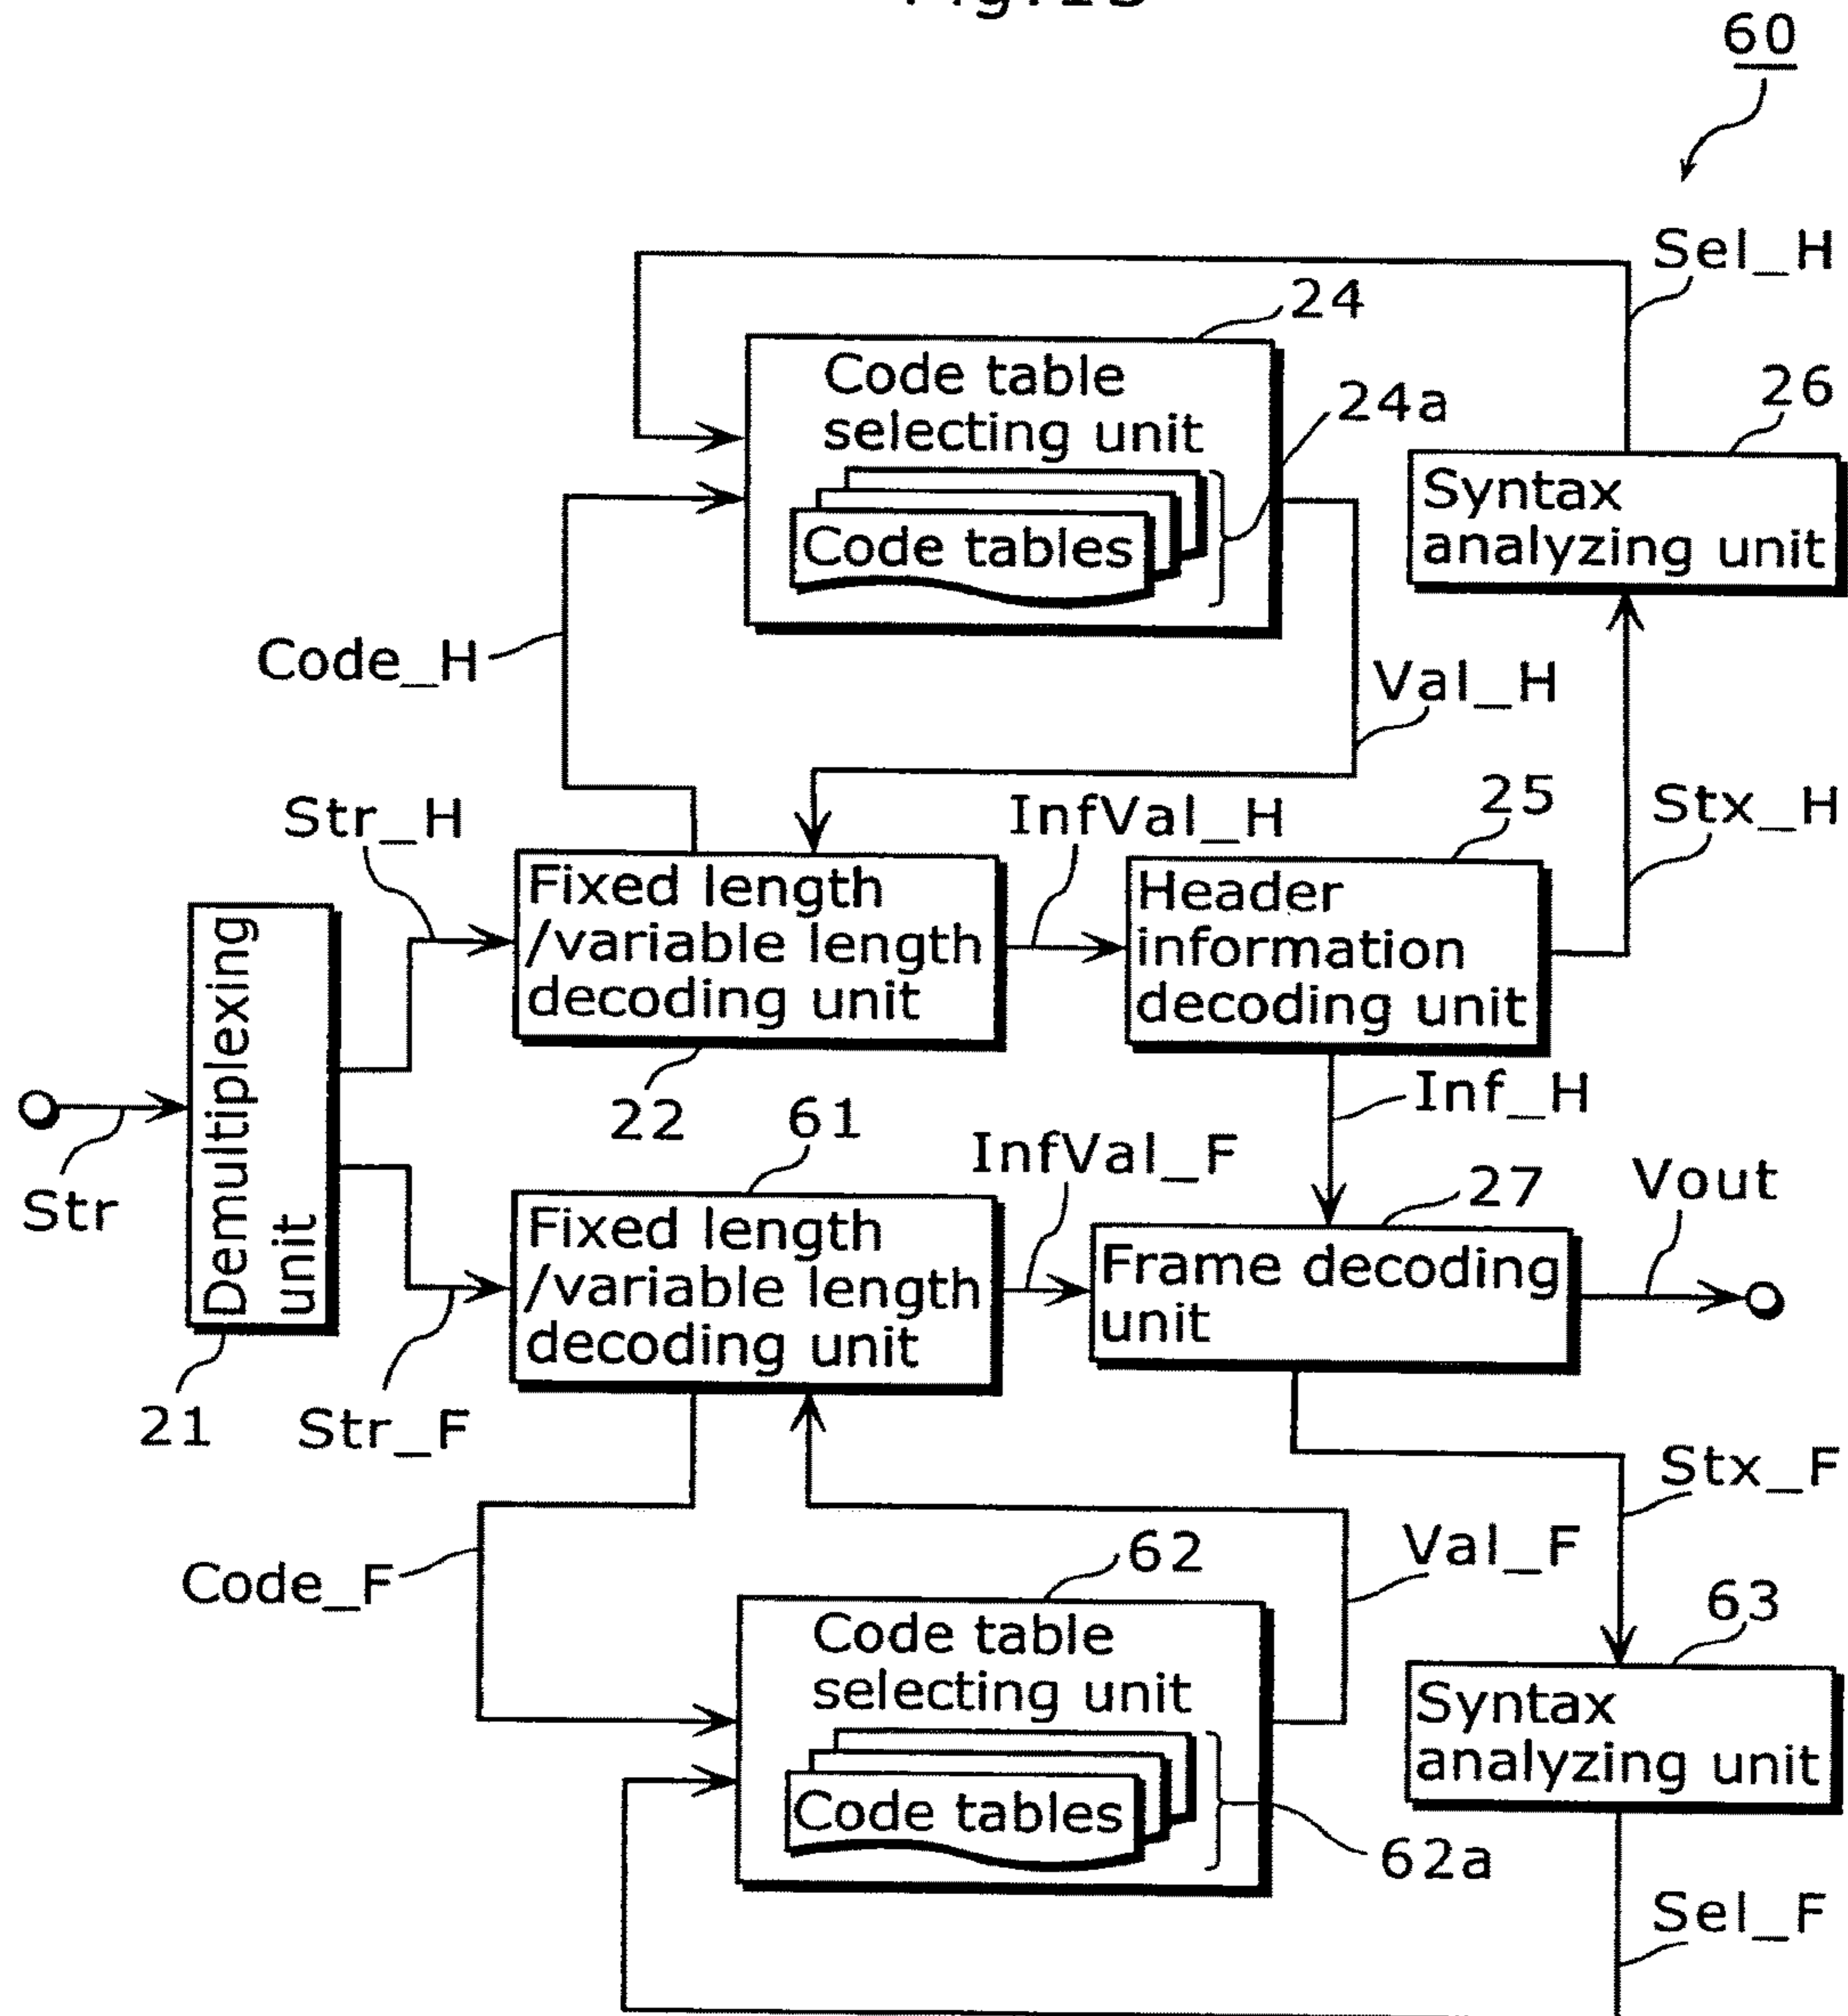 60
Sel_H
24
Code table
selecting unit
Code tables
24a
26
Syntax
analyzing unit
Code_H
Val_H
Str_H
InfVal_H
25
Stx_H
Fixed length
/variable length
decoding unit
Header
information
decoding unit
22
Inf_H
Demultiplexing
unit
Str
21
61
InfVal_F
27
Vout
Fixed length
/variable length
decoding unit
Frame decoding
unit
Str_F
Stx_F
Code_F
62
Val_F
63
Code table
selecting unit
Code tables
62a
Syntax
analyzing unit
Sel_F